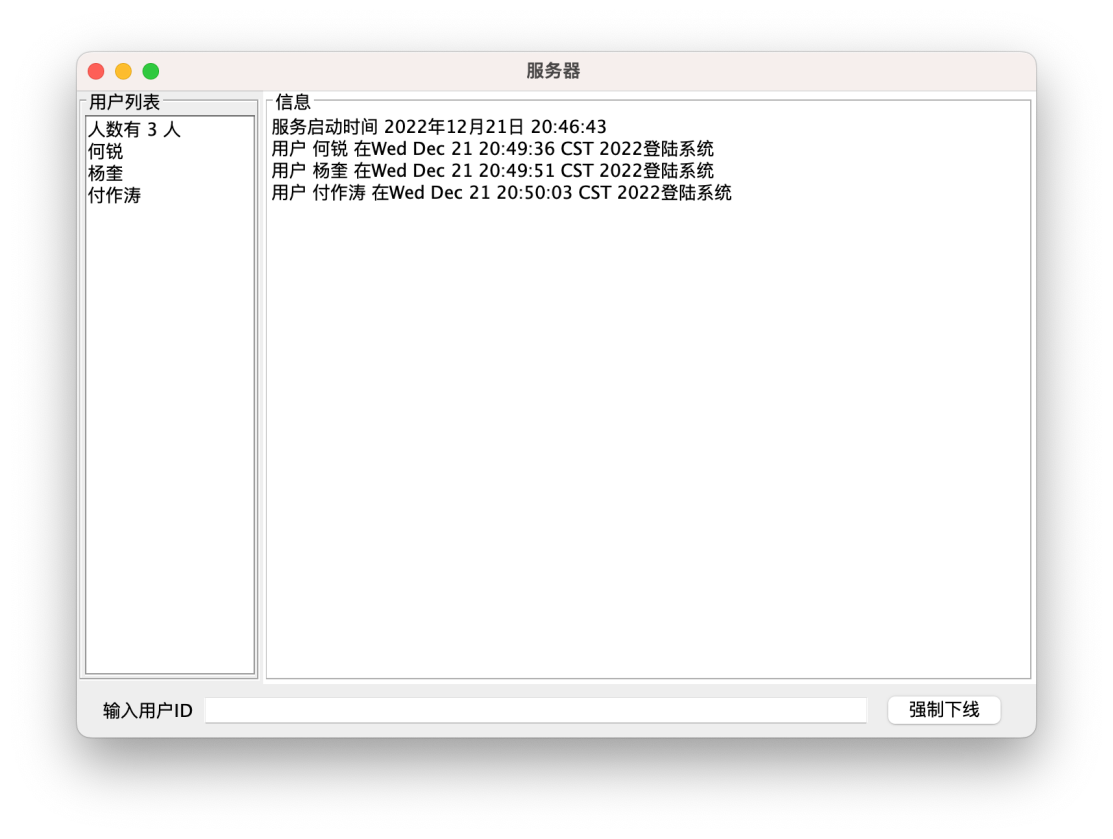 服务器
用户列表
人数有 3 人
何锐
杨奎
付作涛
信息
服务启动时间 2022年12月21日 20:46:43
用户 何锐 在Wed Dec 21 20:49:36 CST 2022登陆系统
用户 杨奎 在Wed Dec 21 20:49:51 CST 2022登陆系统
用户 付作涛 在Wed Dec 21 20:50:03 CST 2022登陆系统
输入用户ID
强制下线